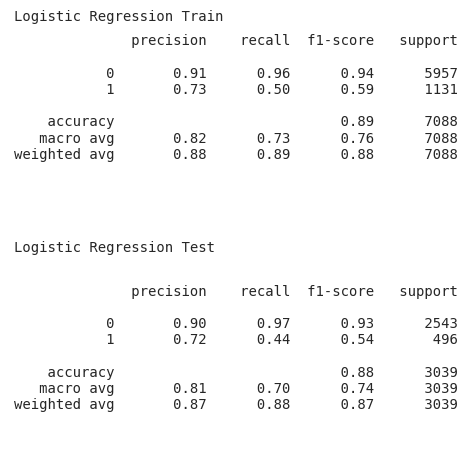 Logistic Regression Train
precision recall f1-score support
0 0.91 0.96 0.94 5957
1 0.73 0.50 0.59 1131
accuracy 0.89 7088
macro avg 0.82 0.73 0.76 7088
weighted avg 0.88 0.89 0.88 7088
Logistic Regression Test
precision recall f1-score support
0 0.90 0.97 0.93 2543
1 0.72 0.44 0.54 496
accuracy 0.88 3039
macro avg 0.81 0.70 0.74 3039
weighted avg 0.87 0.88 0.87 3039